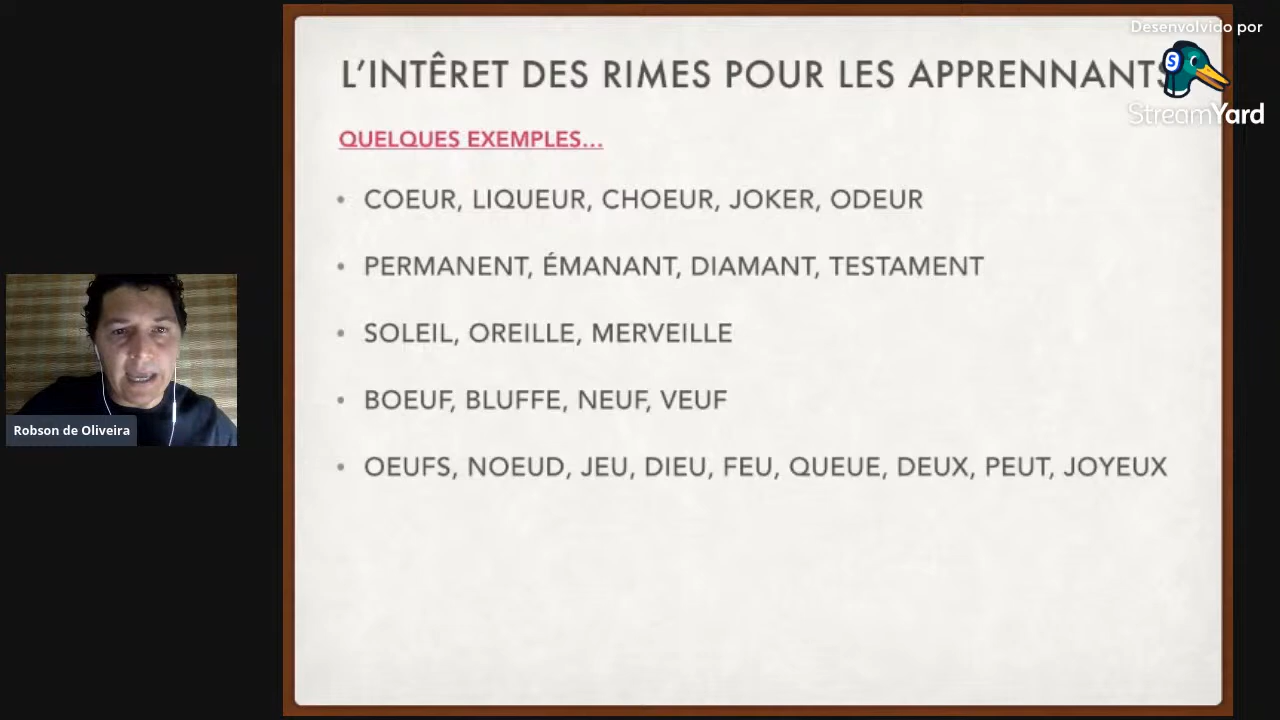 Desenvolvido por
StreamYard
L’INTÊRET DES RIMES POUR LES APPRENNANTS
QUELQUES EXEMPLES…
• COEUR, LIQUEUR, CHOEUR, JOKER, ODEUR
• PERMANENT, ÉMANANT, DIAMANT, TESTAMENT
• SOLEIL, OREILLE, MERVEILLE
• BOEUF, BLUFFE, NEUF, VEUF
• OEUFS, NOEUD, JEU, DIEU, FEU, QUEUE, DEUX, PEUT, JOYEUX
Robson de Oliveira